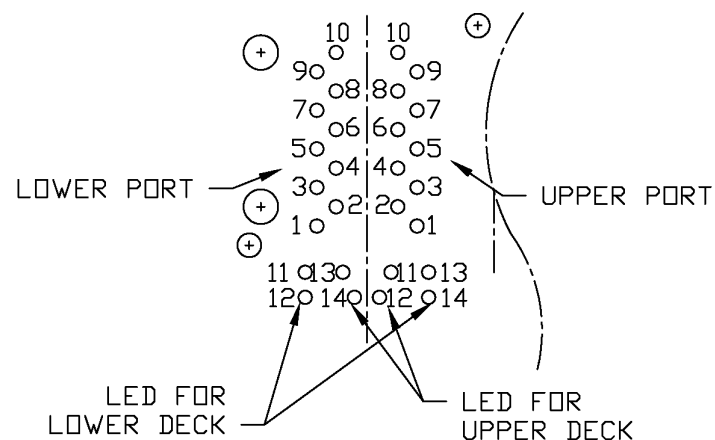 10 10
9 9
8 8
7 7
6 6
5 5
4 4
LOWER PORT 3 3 UPPER PORT
2 2
1 1
11 13 11 13
12 14 12 14
LED FOR
LOWER DECK
LED FOR
UPPER DECK